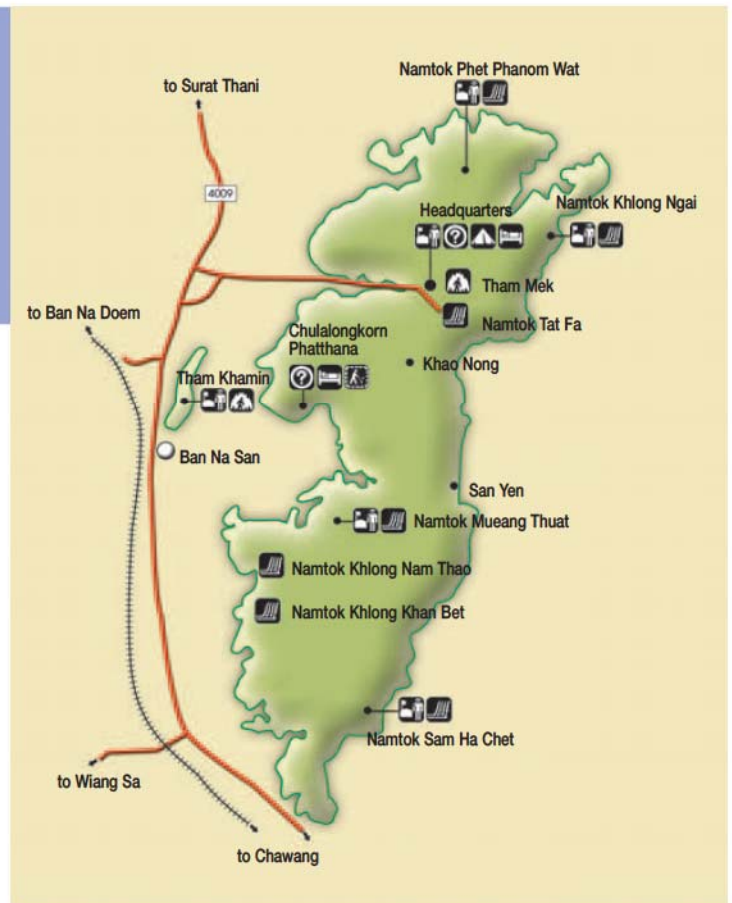 Namtok Phet Phanom Wat
to Surat Thani
4009
Namtok Khlong Ngai
Headquarters
?
Tham Mek
to Ban Na Doem
Namtok Tat Fa
Chulalongkorn
Phatthana
?
Khao Nong
Tham Khamin
Ban Na San
San Yen
Namtok Mueang Thuat
Namtok Khlong Nam Thao
Namtok Khlong Khan Bet
Namtok Sam Ha Chet
to Wiang Sa
to Chawang